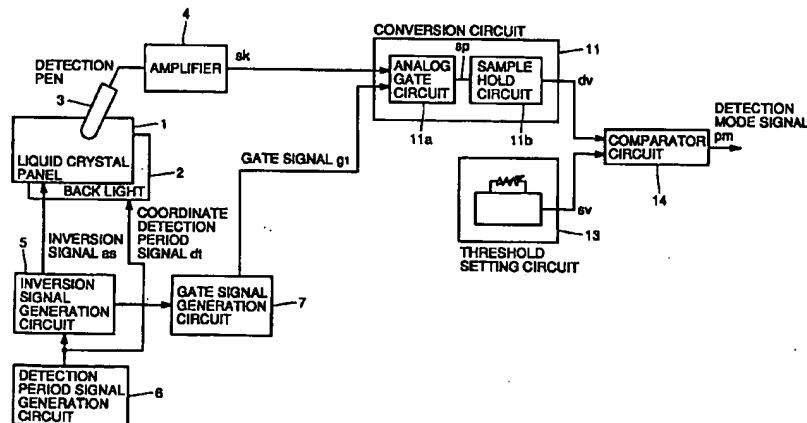 4
CONVERSION CIRCUIT
DETECTION
PEN
AMPLIFIER
sk
sp
11
ANALOG
GATE
CIRCUIT
SAMPLE
HOLD
CIRCUIT
dv
3
1
11a
11b
DETECTION
MODE SIGNAL
pm
LIQUID CRYSTAL
PANEL
2
GATE SIGNAL g1
COMPARATOR
CIRCUIT
14
BACK LIGHT
COORDINATE
DETECTION
PERIOD
SIGNAL dt
sv
INVERSION
SIGNAL as
13
5
THRESHOLD
SETTING CIRCUIT
INVERSION
SIGNAL
GENERATION
CIRCUIT
GATE SIGNAL
GENERATION
CIRCUIT
7
DETECTION
PERIOD SIGNAL
GENERATION
CIRCUIT
6